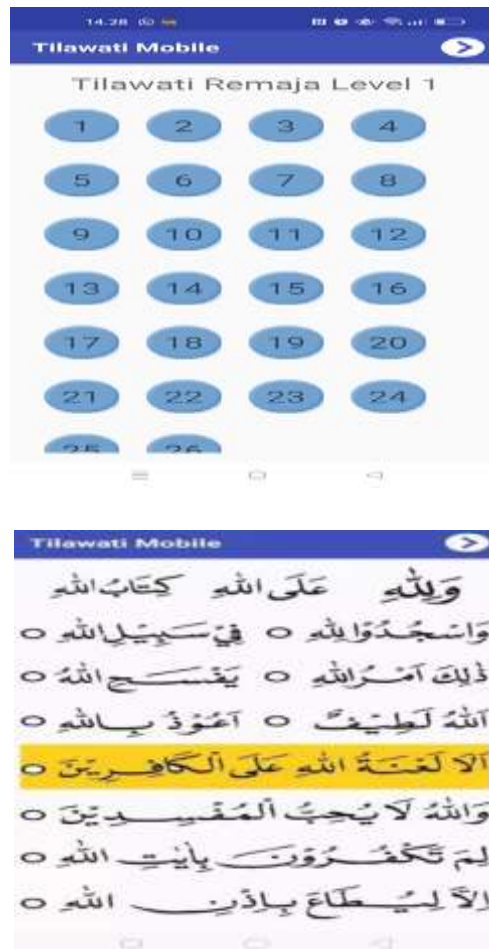 14.28
Tilawati Mobile
Tilawati Remaja Level 1
1 2 3 4
5 6 7 8
9 10 11 12
13 14 15 16
17 18 19 20
21 22 23 24
25 26
Tilawati Mobile
وَلِلّٰهِ عَلَى اللّٰهِ كِتَابُ اللّٰهِ
وَاسْجُدُوْا لِلّٰهِ ○ فِيْ سَبِيْلِ اللّٰهِ ○
ذٰلِكَ اَمْرُ اللّٰهِ ○ يَفْسَحِ اللّٰهُ ○
اَللّٰهُ لَطِيْفٌ ○ اَعُوْذُ بِاللّٰهِ ○
اَلَا لَعْنَةُ اللّٰهِ عَلَى الْكَافِرِيْنَ ○
وَاللّٰهُ لَا يُحِبُّ الْمُفْسِدِيْنَ ○
لِمَ تَكْفُرُوْنَ بِاٰيٰتِ اللّٰهِ ○
اِلَّا لِيُطَاعَ بِاِذْنِ اللّٰهِ ○